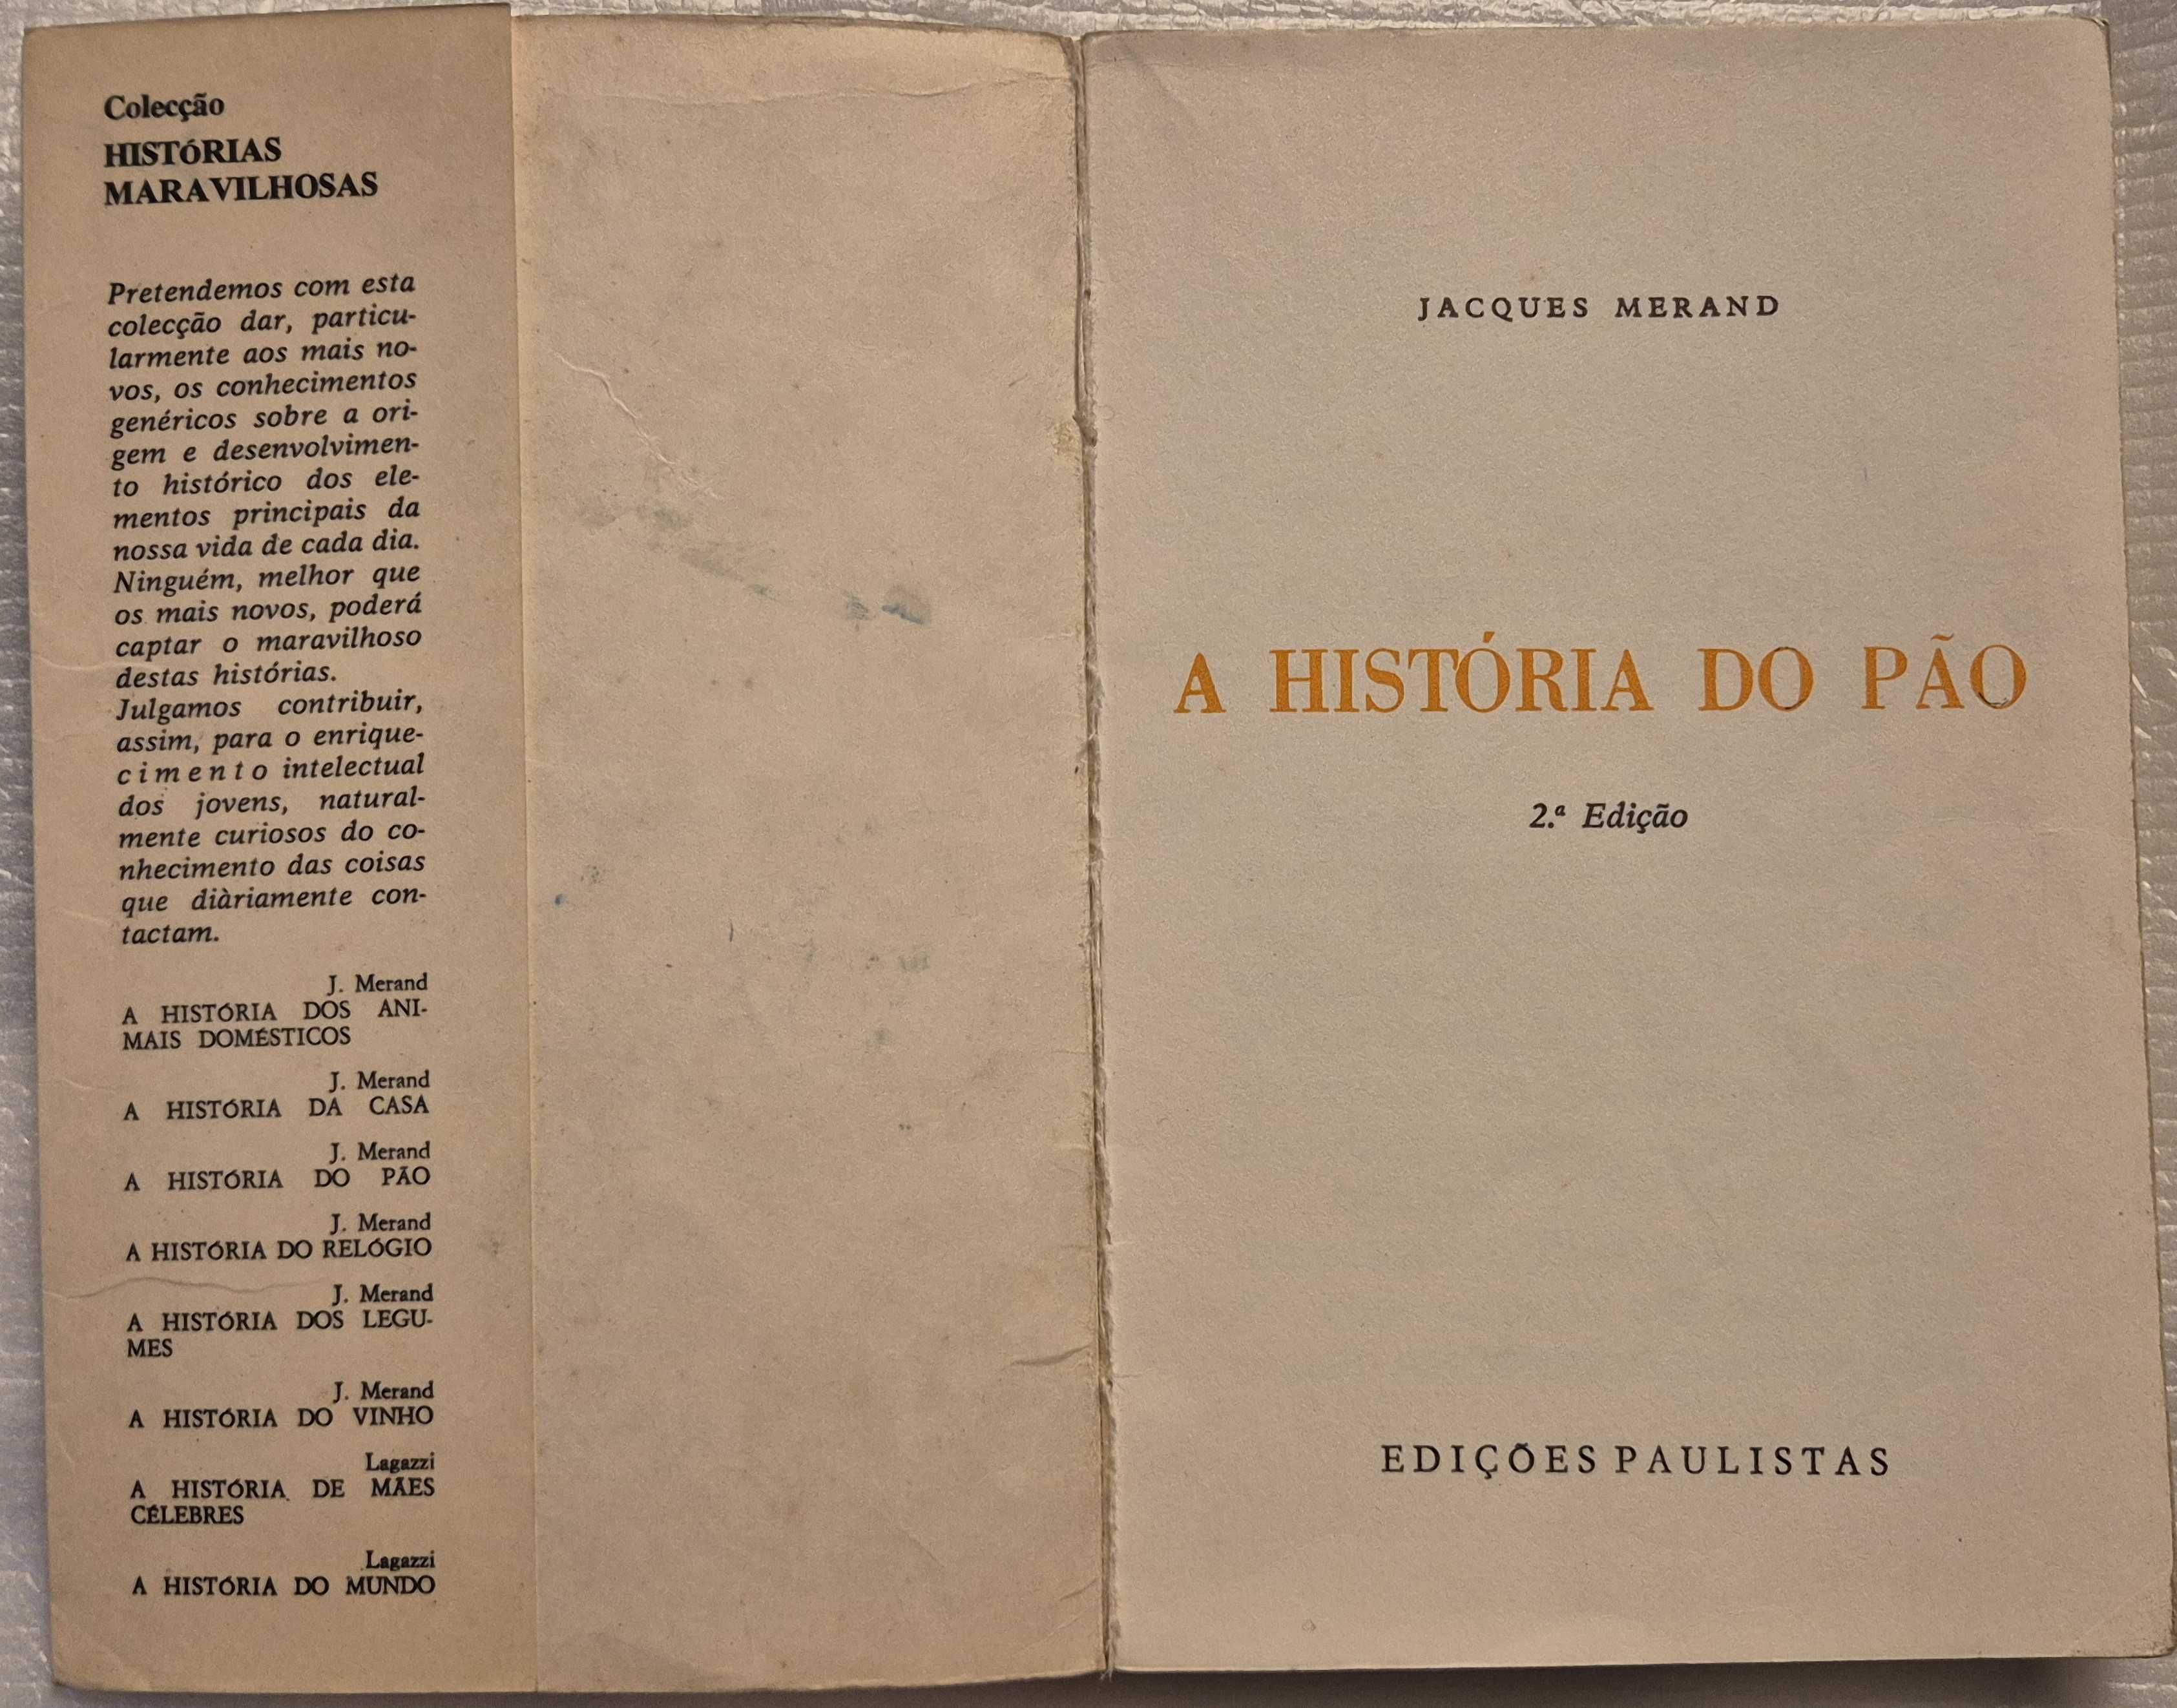 Colecção
HISTÓRIAS
MARAVILHOSAS
Pretendemos com esta
colecção dar, particu-
larmente aos mais no-
vos, os conhecimentos
genéricos sobre a ori-
gem e desenvolvimen-
to histórico dos ele-
mentos principais da
nossa vida de cada dia.
Ninguém, melhor que
os mais novos, poderá
captar o maravilhoso
destas histórias.
Julgamos contribuir,
assim, para o enrique-
cimento intelectual
dos jovens, natural-
mente curiosos do co-
nhecimento das coisas
que diàriamente con-
tactam.
J. Merand
A HISTÓRIA DOS ANI-
MAIS DOMÉSTICOS
J. Merand
A HISTÓRIA DA CASA
J. Merand
A HISTÓRIA DO PÃO
J. Merand
A HISTÓRIA DO RELÓGIO
J. Merand
A HISTÓRIA DOS LEGU-
MES
J. Merand
A HISTÓRIA DO VINHO
Lagazzi
A HISTÓRIA DE MÃES
CÉLEBRES
Lagazzi
A HISTÓRIA DO MUNDO
JACQUES MERAND
A HISTÓRIA DO PÃO
2.ª Edição
EDIÇÕES PAULISTAS